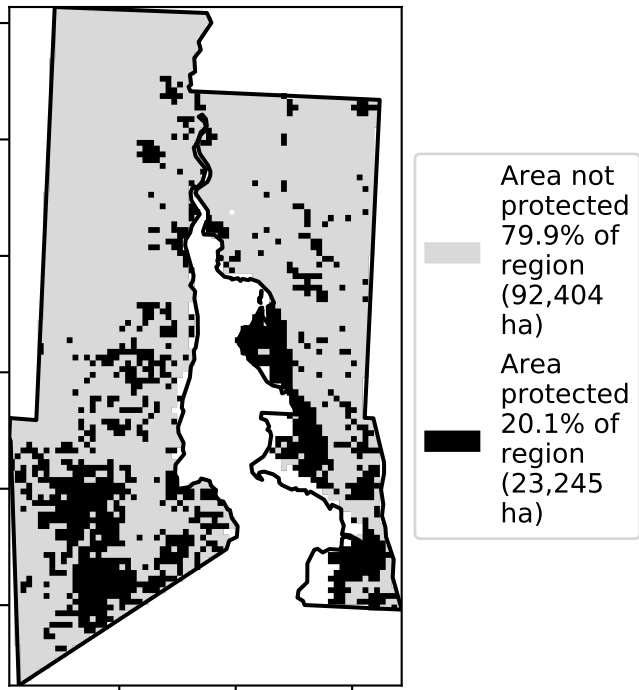 Area not
protected
79.9% of
region
(92,404
ha)
Area
protected
20.1% of
region
(23,245
ha)